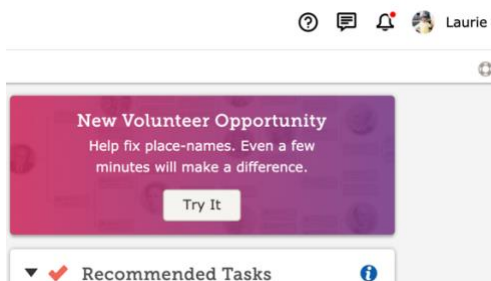 Laurie
New Volunteer Opportunity
Help fix place-names. Even a few
minutes will make a difference.
Try It
Recommended Tasks